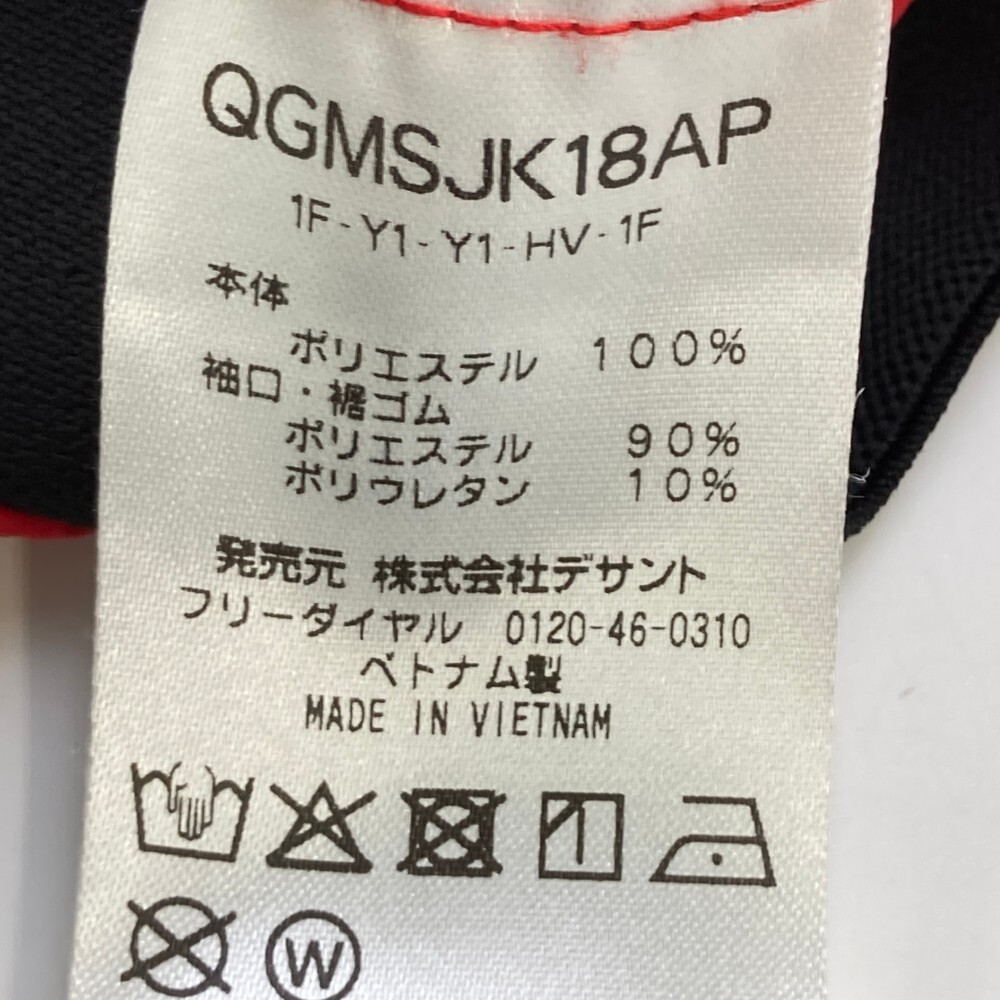 QGMSJK18AP
1F-Y1-Y1-HV-1F
本体
ポリエステル 100%
袖口・裾ゴム
ポリエステル 90%
ポリウレタン 10%
発売元 株式会社デサント
フリーダイヤル 0120-46-0310
ベトナム製
MADE IN VIETNAM
W